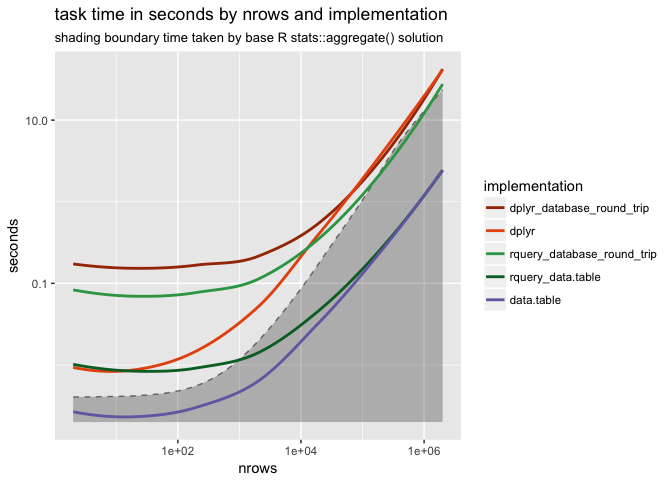 task time in seconds by nrows and implementation
shading boundary time taken by base R stats::aggregate() solution
10.0
0.1
seconds
1e+02
1e+04
1e+06
nrows
implementation
dplyr_database_round_trip
dplyr
rquery_database_round_trip
rquery_data.table
data.table